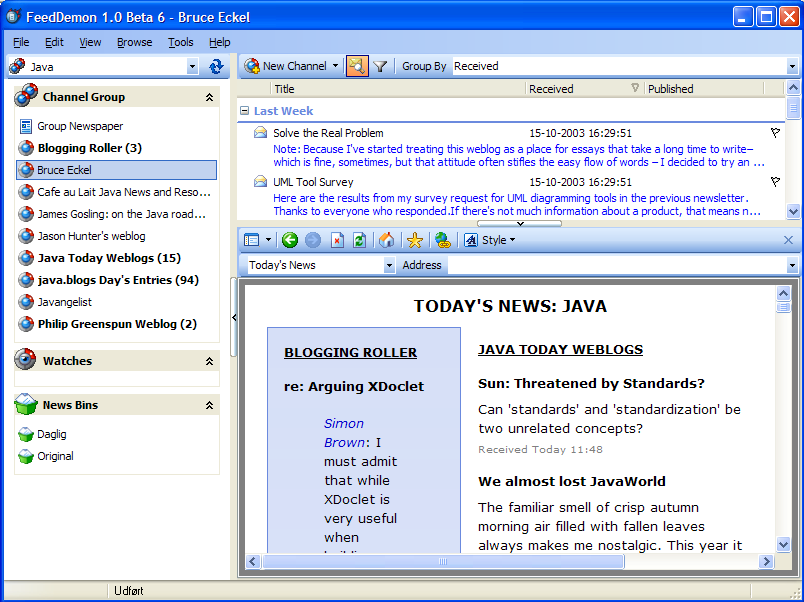 FeedDemon 1.0 Beta 6 - Bruce Eckel
File Edit View Browse Tools Help
Java
New Channel Group By Received
Channel Group
Group Newspaper
Blogging Roller (3)
Bruce Eckel
Cafe au Lait Java News and Reso...
James Gosling: on the Java road...
Jason Hunter's weblog
Java Today Weblogs (15)
java.blogs Day's Entries (94)
Javangelist
Philip Greenspun Weblog (2)
Watches
News Bins
Daglig
Original
Title Received Published
Last Week
Solve the Real Problem 15-10-2003 16:29:51
Note: Because I've started treating this weblog as a place for essays that take a long time to write–
which is fine, sometimes, but that attitude often stifles the easy flow of words – I decided to try an ...
UML Tool Survey 15-10-2003 16:29:51
Here are the results from my survey request for UML diagramming tools in the previous newsletter.
Thanks to everyone who responded.If there's not much information about a product, that means n...
Style
Today's News Address
TODAY'S NEWS: JAVA
BLOGGING ROLLER
re: Arguing XDoclet
Simon
Brown: I
must admit
that while
XDoclet is
very useful
when
JAVA TODAY WEBLOGS
Sun: Threatened by Standards?
Can 'standards' and 'standardization' be
two unrelated concepts?
Received Today 11:48
We almost lost JavaWorld
The familiar smell of crisp autumn
morning air filled with fallen leaves
always makes me nostalgic. This year it
Udført